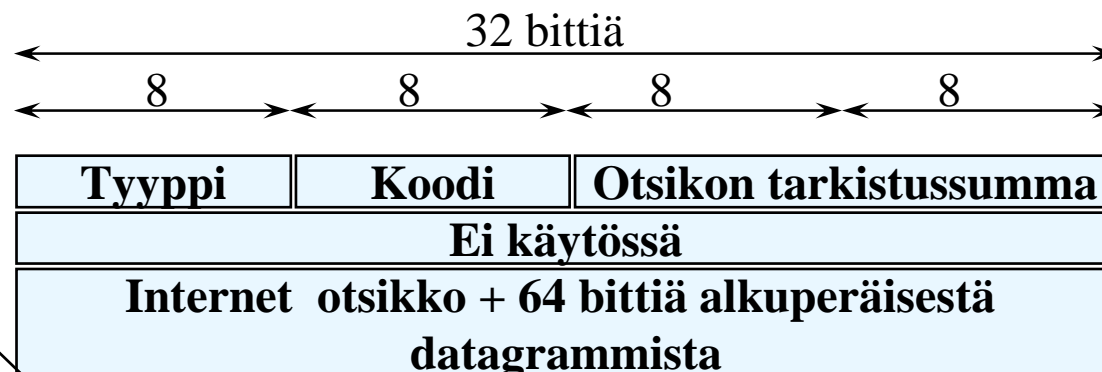 32 bittiä
8 8 8 8
Tyyppi Koodi Otsikon tarkistussumma
Ei käytössä
Internet otsikko + 64 bittiä alkuperäisestä
datagrammista